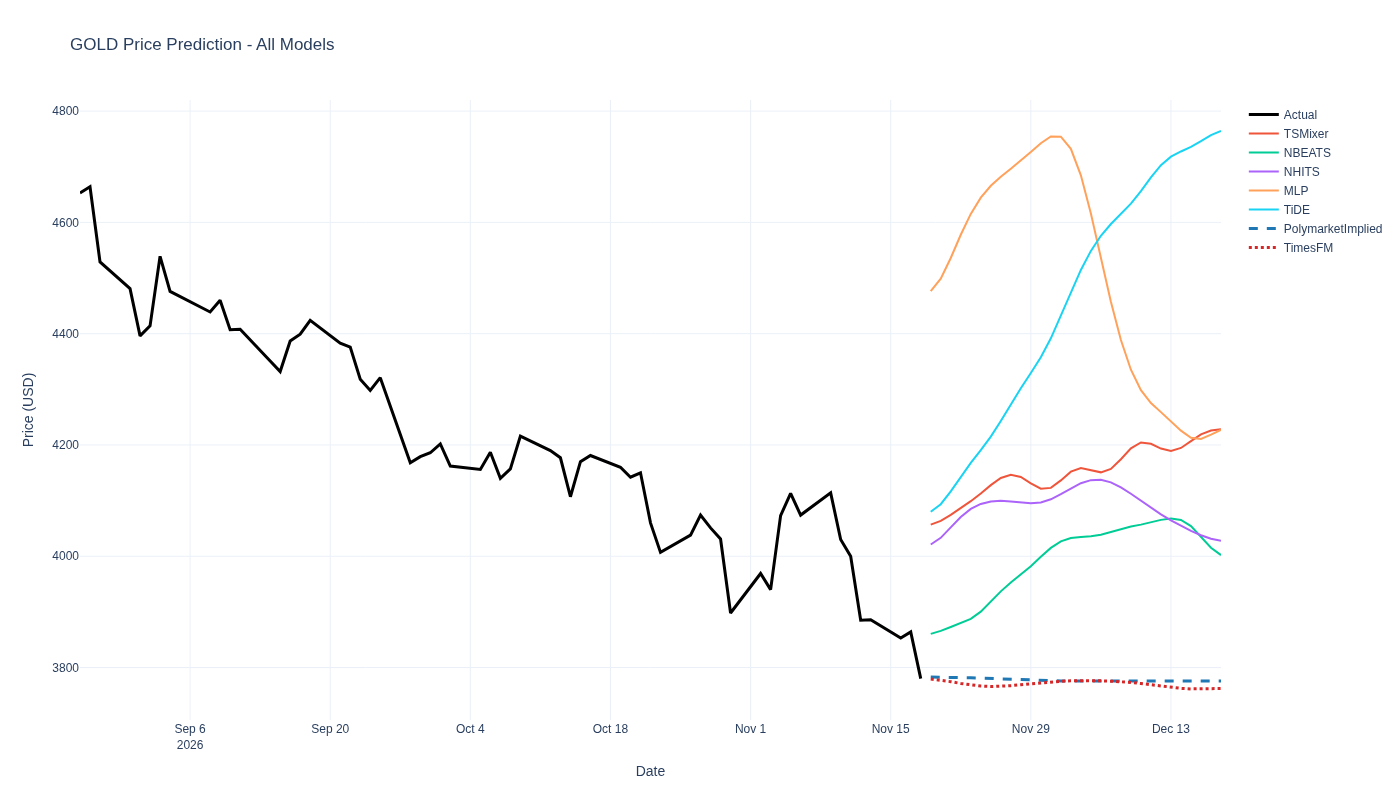 GOLD Price Prediction - All Models
4800
4600
4400
4200
4000
3800
Price (USD)
Sep 6
2026
Sep 20
Oct 4
Oct 18
Nov 1
Nov 15
Nov 29
Dec 13
Date
Actual
TSMixer
NBEATS
NHITS
MLP
TiDE
PolymarketImplied
TimesFM